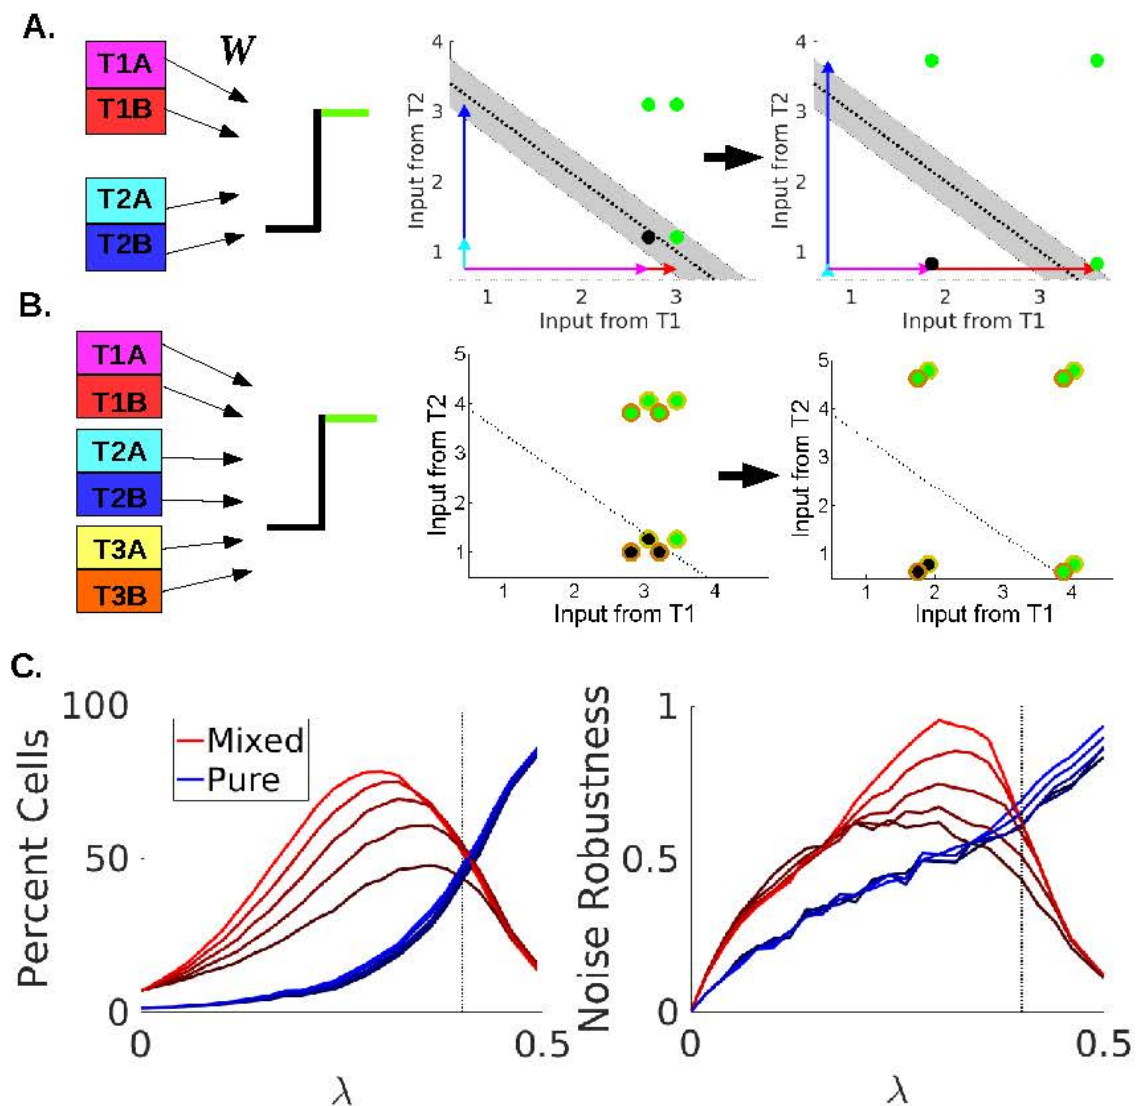 A.
W
T1A
T1B
T2A
T2B
4
3
2
1
Input from T2
1
2
3
Input from T1
4
3
2
1
Input from T2
1
2
3
Input from T1
B.
T1A
T1B
T2A
T2B
T3A
T3B
5
4
3
2
1
Input from T2
1
2
3
4
Input from T1
5
4
3
2
1
Input from T2
1
2
3
4
Input from T1
C.
100
50
0
Percent Cells
Mixed
Pure
0
0.5
λ
1
0.5
0
Noise Robustness
0
0.5
λ